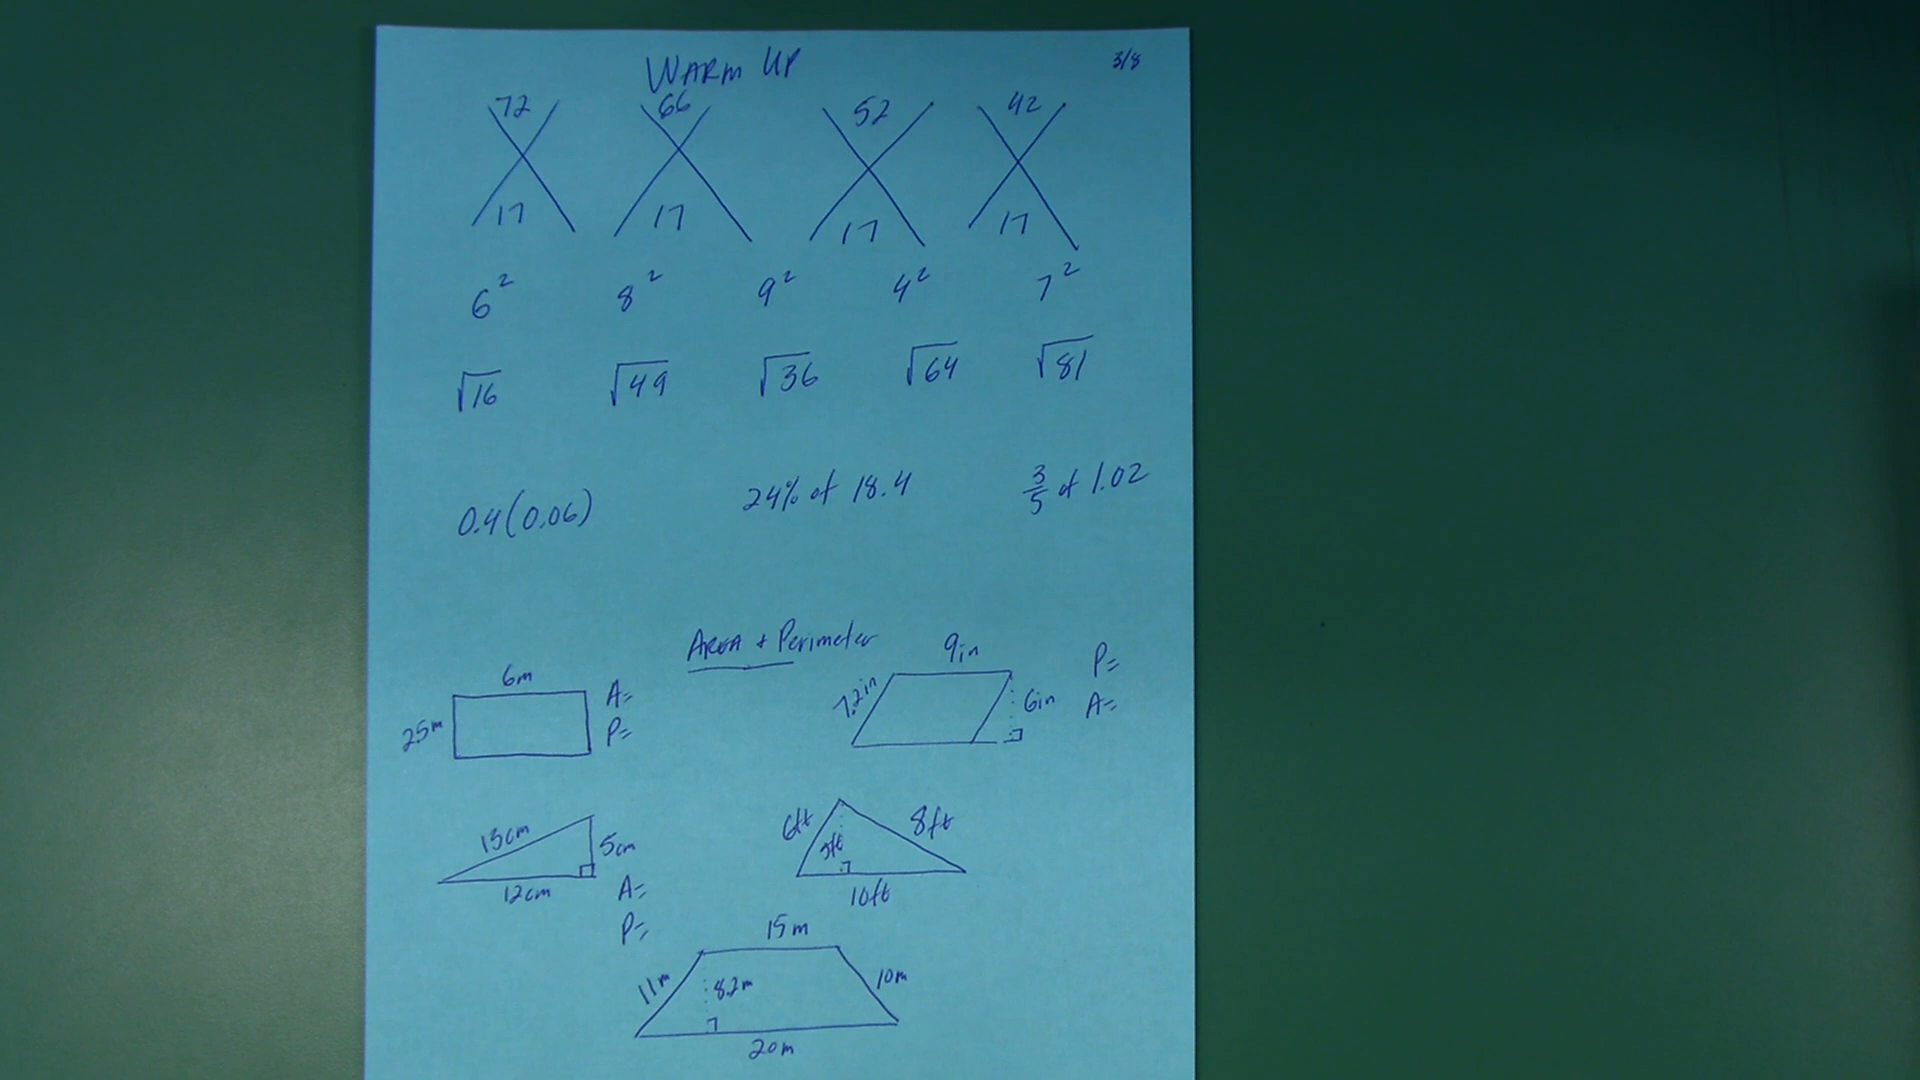 WARM UP 3/8
72 66 52 42
17 17 17 17
6² 8² 9² 4² 7²
√16 √49 √36 √64 √81
0.4(0.06) 24% of 18.4 3/5 of 1.02
AREA + Perimeter
6m A= 9in P=
25m P= 7.2in 6in A=
13cm 5cm 6ft 5ft 8ft
12cm A= 10ft
P= 15m
11m 8.2m 10m
20m